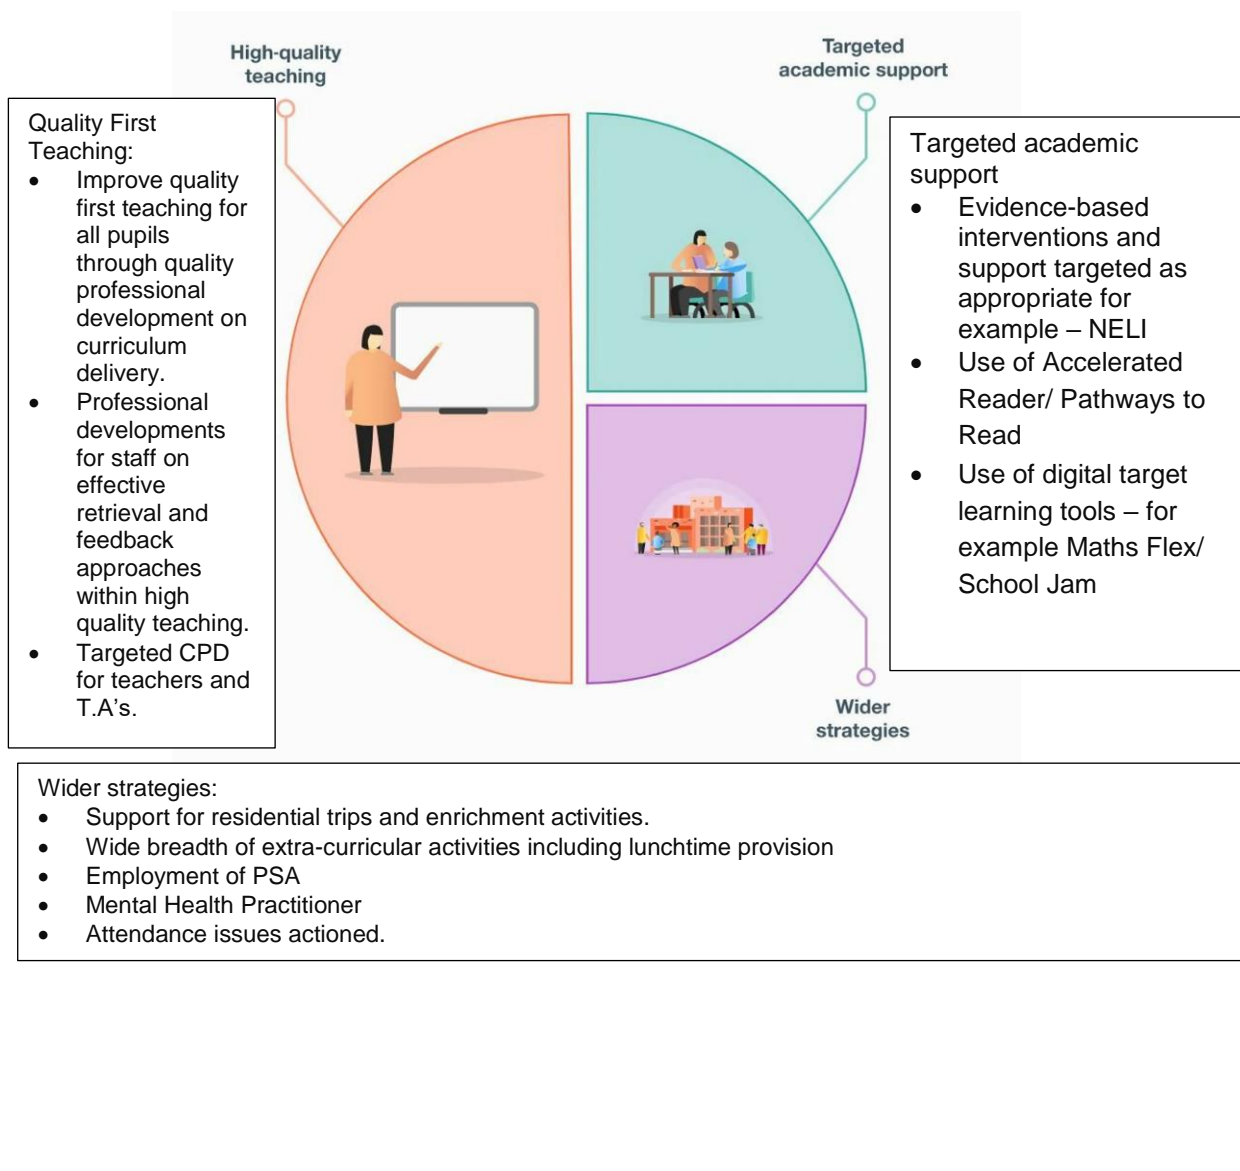 High-quality
teaching
Targeted
academic support
Quality First
Teaching:
• Improve quality
first teaching for
all pupils
through quality
professional
development on
curriculum
delivery.
• Professional
developments
for staff on
effective
retrieval and
feedback
approaches
within high
quality teaching.
• Targeted CPD
for teachers and
T.A's.
Targeted academic
support
• Evidence-based
interventions and
support targeted as
appropriate for
example – NELI
• Use of Accelerated
Reader/ Pathways to
Read
• Use of digital target
learning tools – for
example Maths Flex/
School Jam
Wider
strategies
Wider strategies:
• Support for residential trips and enrichment activities.
• Wide breadth of extra-curricular activities including lunchtime provision
• Employment of PSA
• Mental Health Practitioner
• Attendance issues actioned.